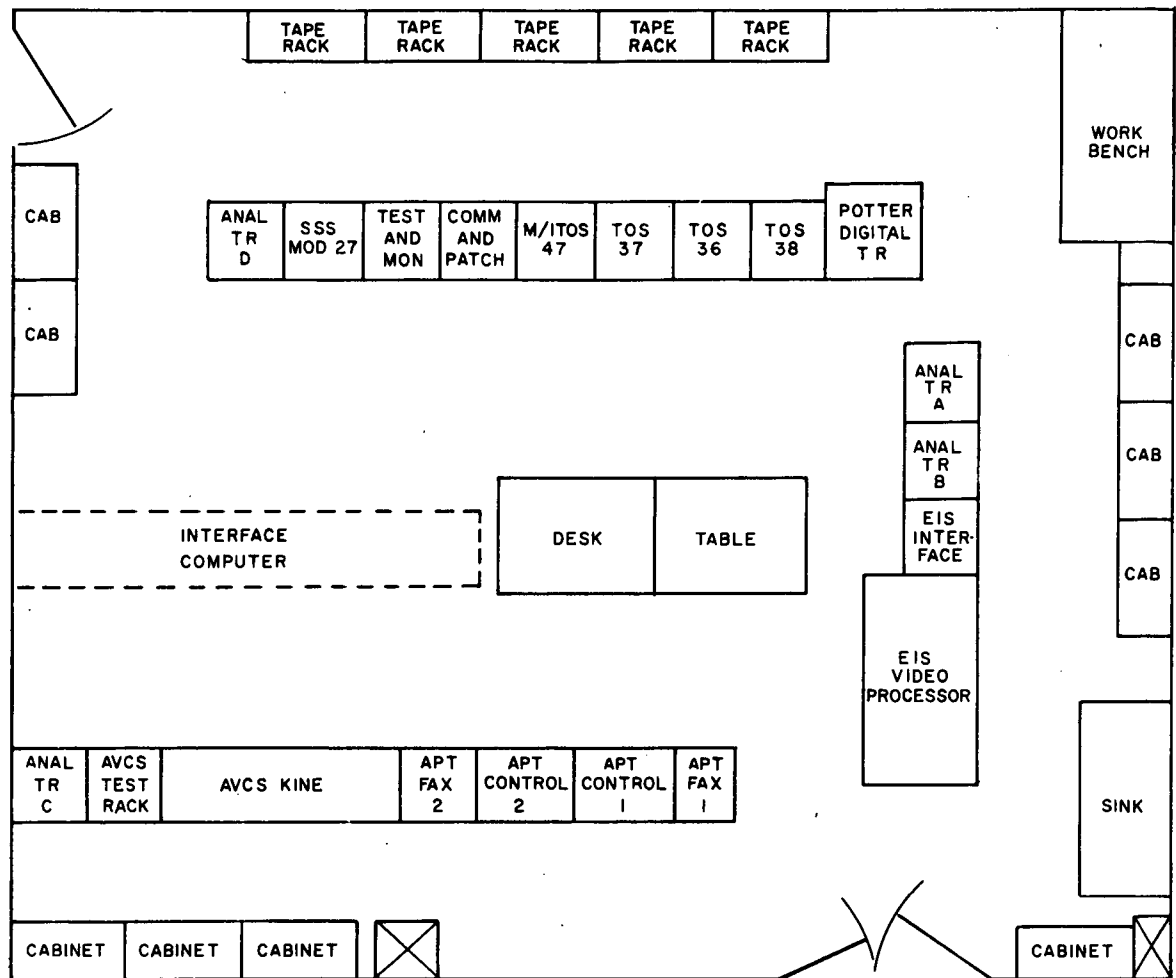 TAPE
RACK
TAPE
RACK
TAPE
RACK
TAPE
RACK
TAPE
RACK
WORK
BENCH
CAB
CAB
ANAL
TR
D
SSS
MOD 27
TEST
AND
MON
COMM
AND
PATCH
M/ITOS
47
TOS
37
TOS
36
TOS
38
POTTER
DIGITAL
TR
CAB
CAB
CAB
ANAL
TR
A
ANAL
TR
B
EIS
INTER-
FACE
EIS
VIDEO
PROCESSOR
INTERFACE
COMPUTER
DESK
TABLE
ANAL
TR
C
AVCS
TEST
RACK
AVCS KINE
APT
FAX
2
APT
CONTROL
2
APT
CONTROL
1
APT
FAX
1
SINK
CABINET
CABINET
CABINET
CABINET